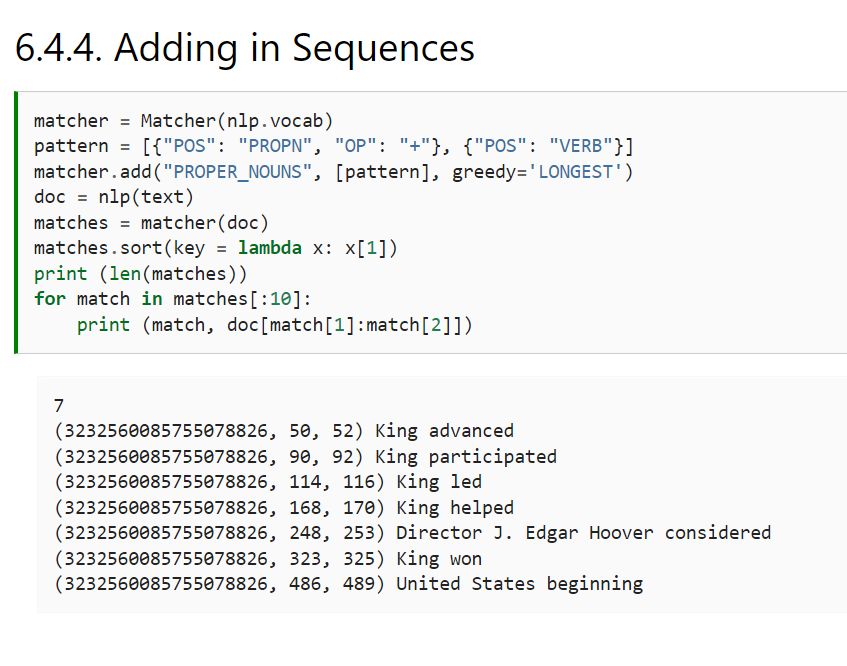 6.4.4. Adding in Sequences
matcher = Matcher(nlp.vocab)
pattern = [{"POS": "PROPN", "OP": "+"}, {"POS": "VERB"}]
matcher.add("PROPER_NOUNS", [pattern], greedy='LONGEST')
doc = nlp(text)
matches = matcher(doc)
matches.sort(key = lambda x: x[1])
print (len(matches))
for match in matches[:10]:
    print (match, doc[match[1]:match[2]])
7
(3232560085755078826, 50, 52) King advanced
(3232560085755078826, 90, 92) King participated
(3232560085755078826, 114, 116) King led
(3232560085755078826, 168, 170) King helped
(3232560085755078826, 248, 253) Director J. Edgar Hoover considered
(3232560085755078826, 323, 325) King won
(3232560085755078826, 486, 489) United States beginning